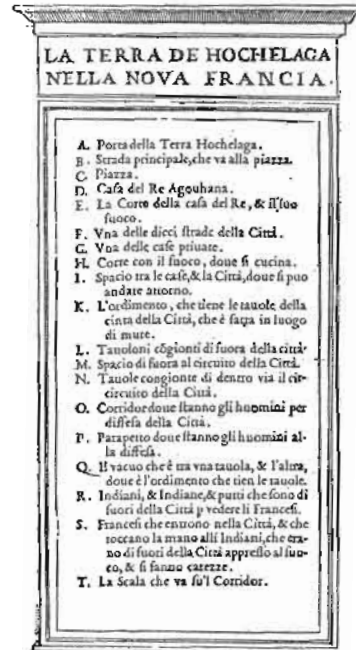 LA TERRA DE HOCHELAGA
NELLA NOVA FRANCIA.
A. Porta della Terra Hochelaga.
B. Strada principale, che va alla piazza.
C. Piazza.
D. Casa del Re Agouhana.
E. La Corte della casa del Re, & il suo
fuoco.
F. Vna delle dieci strade della Città.
G. Vna delle case priuate.
H. Corte con il fuoco, doue si cucina.
I. Spacio tra le case, & la Città, doue si puo
andare attorno.
K. L'ordimento, che tiene le tauole della
cinta della Città, che è fatta in luogo
di mure.
L. Tauoloni cõgionti di fuora della città.
M. Spacio di fuora al circuito della Città.
N. Tauole congionte di dentro via il cir-
circuito della Città.
O. Corridor doue stanno gli huomini per
diffesa della Città.
P. Parapetto doue stanno gli huomini al-
la diffesa.
Q. Il vacuo che è tra vna tauola, & l'altra,
doue è l'ordimento che tien le tauole.
R. Indiani, & Indiane, & putti che sono di
fuori della Città p vedere li Francesi.
S. Francesi che entrono nella Città, & che
toccano la mano alli Indiani, che era-
no di fuori della Città appresso al fuo-
co, & si fanno carezze.
T. La Scala che va su'l Corridor.